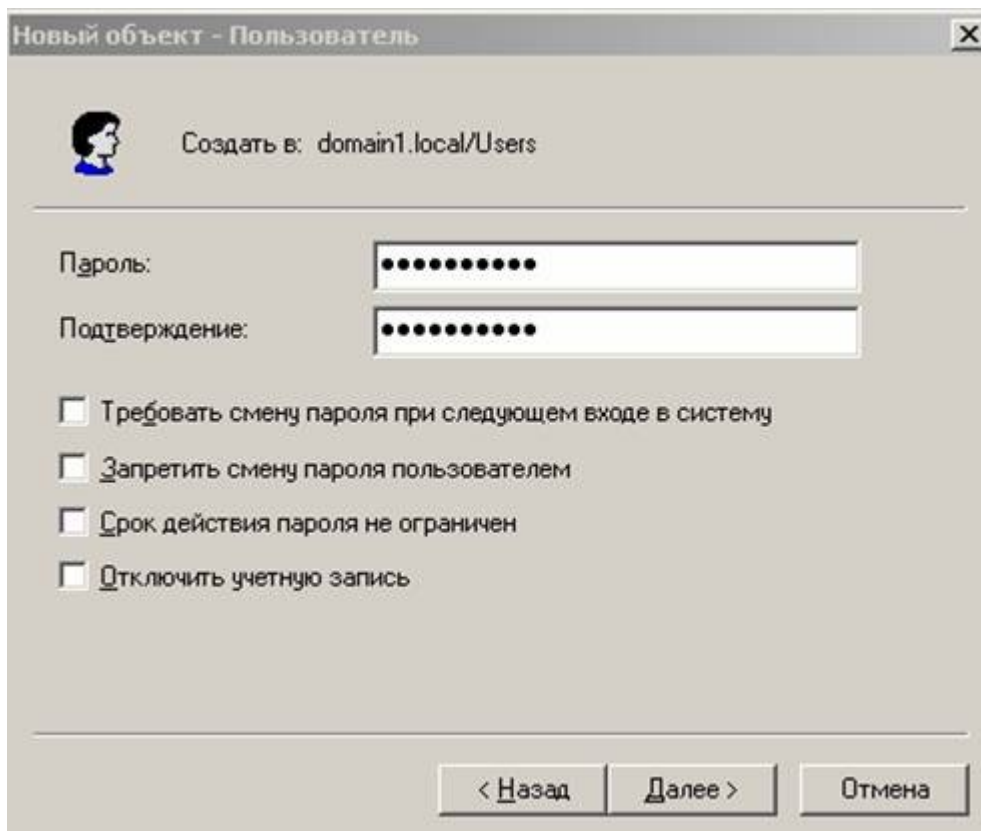 Новый объект - Пользователь
Создать в: domain1.local/Users
Пароль: ••••••••••
Подтверждение: ••••••••••
Требовать смену пароля при следующем входе в систему
Запретить смену пароля пользователем
Срок действия пароля не ограничен
Отключить учетную запись
< Назад Далее > Отмена